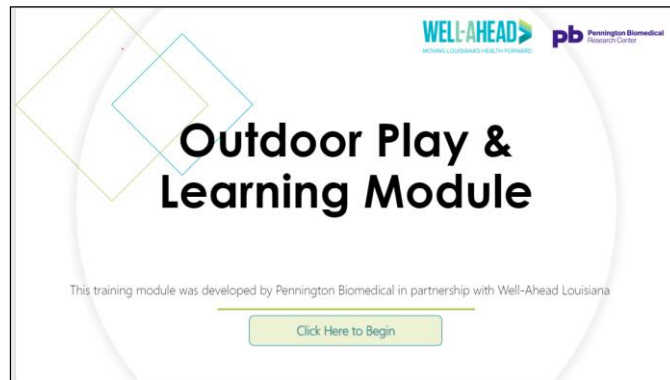 WELL-AHEAD
MOVING LOUISIANA'S HEALTH FORWARD
pb Pennington Biomedical
Research Center
Outdoor Play &
Learning Module
This training module was developed by Pennington Biomedical in partnership with Well-Ahead Louisiana
Click Here to Begin